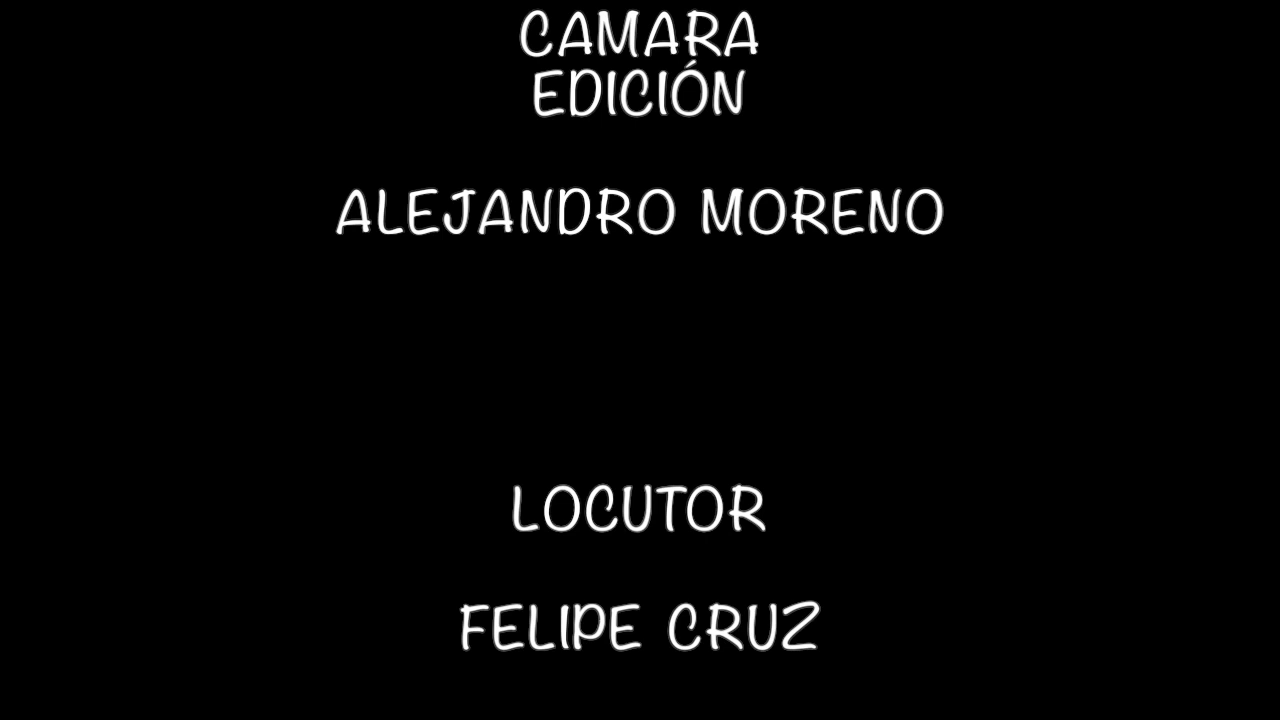 CAMARA
EDICIÓN
ALEJANDRO MORENO
LOCUTOR
FELIPE CRUZ